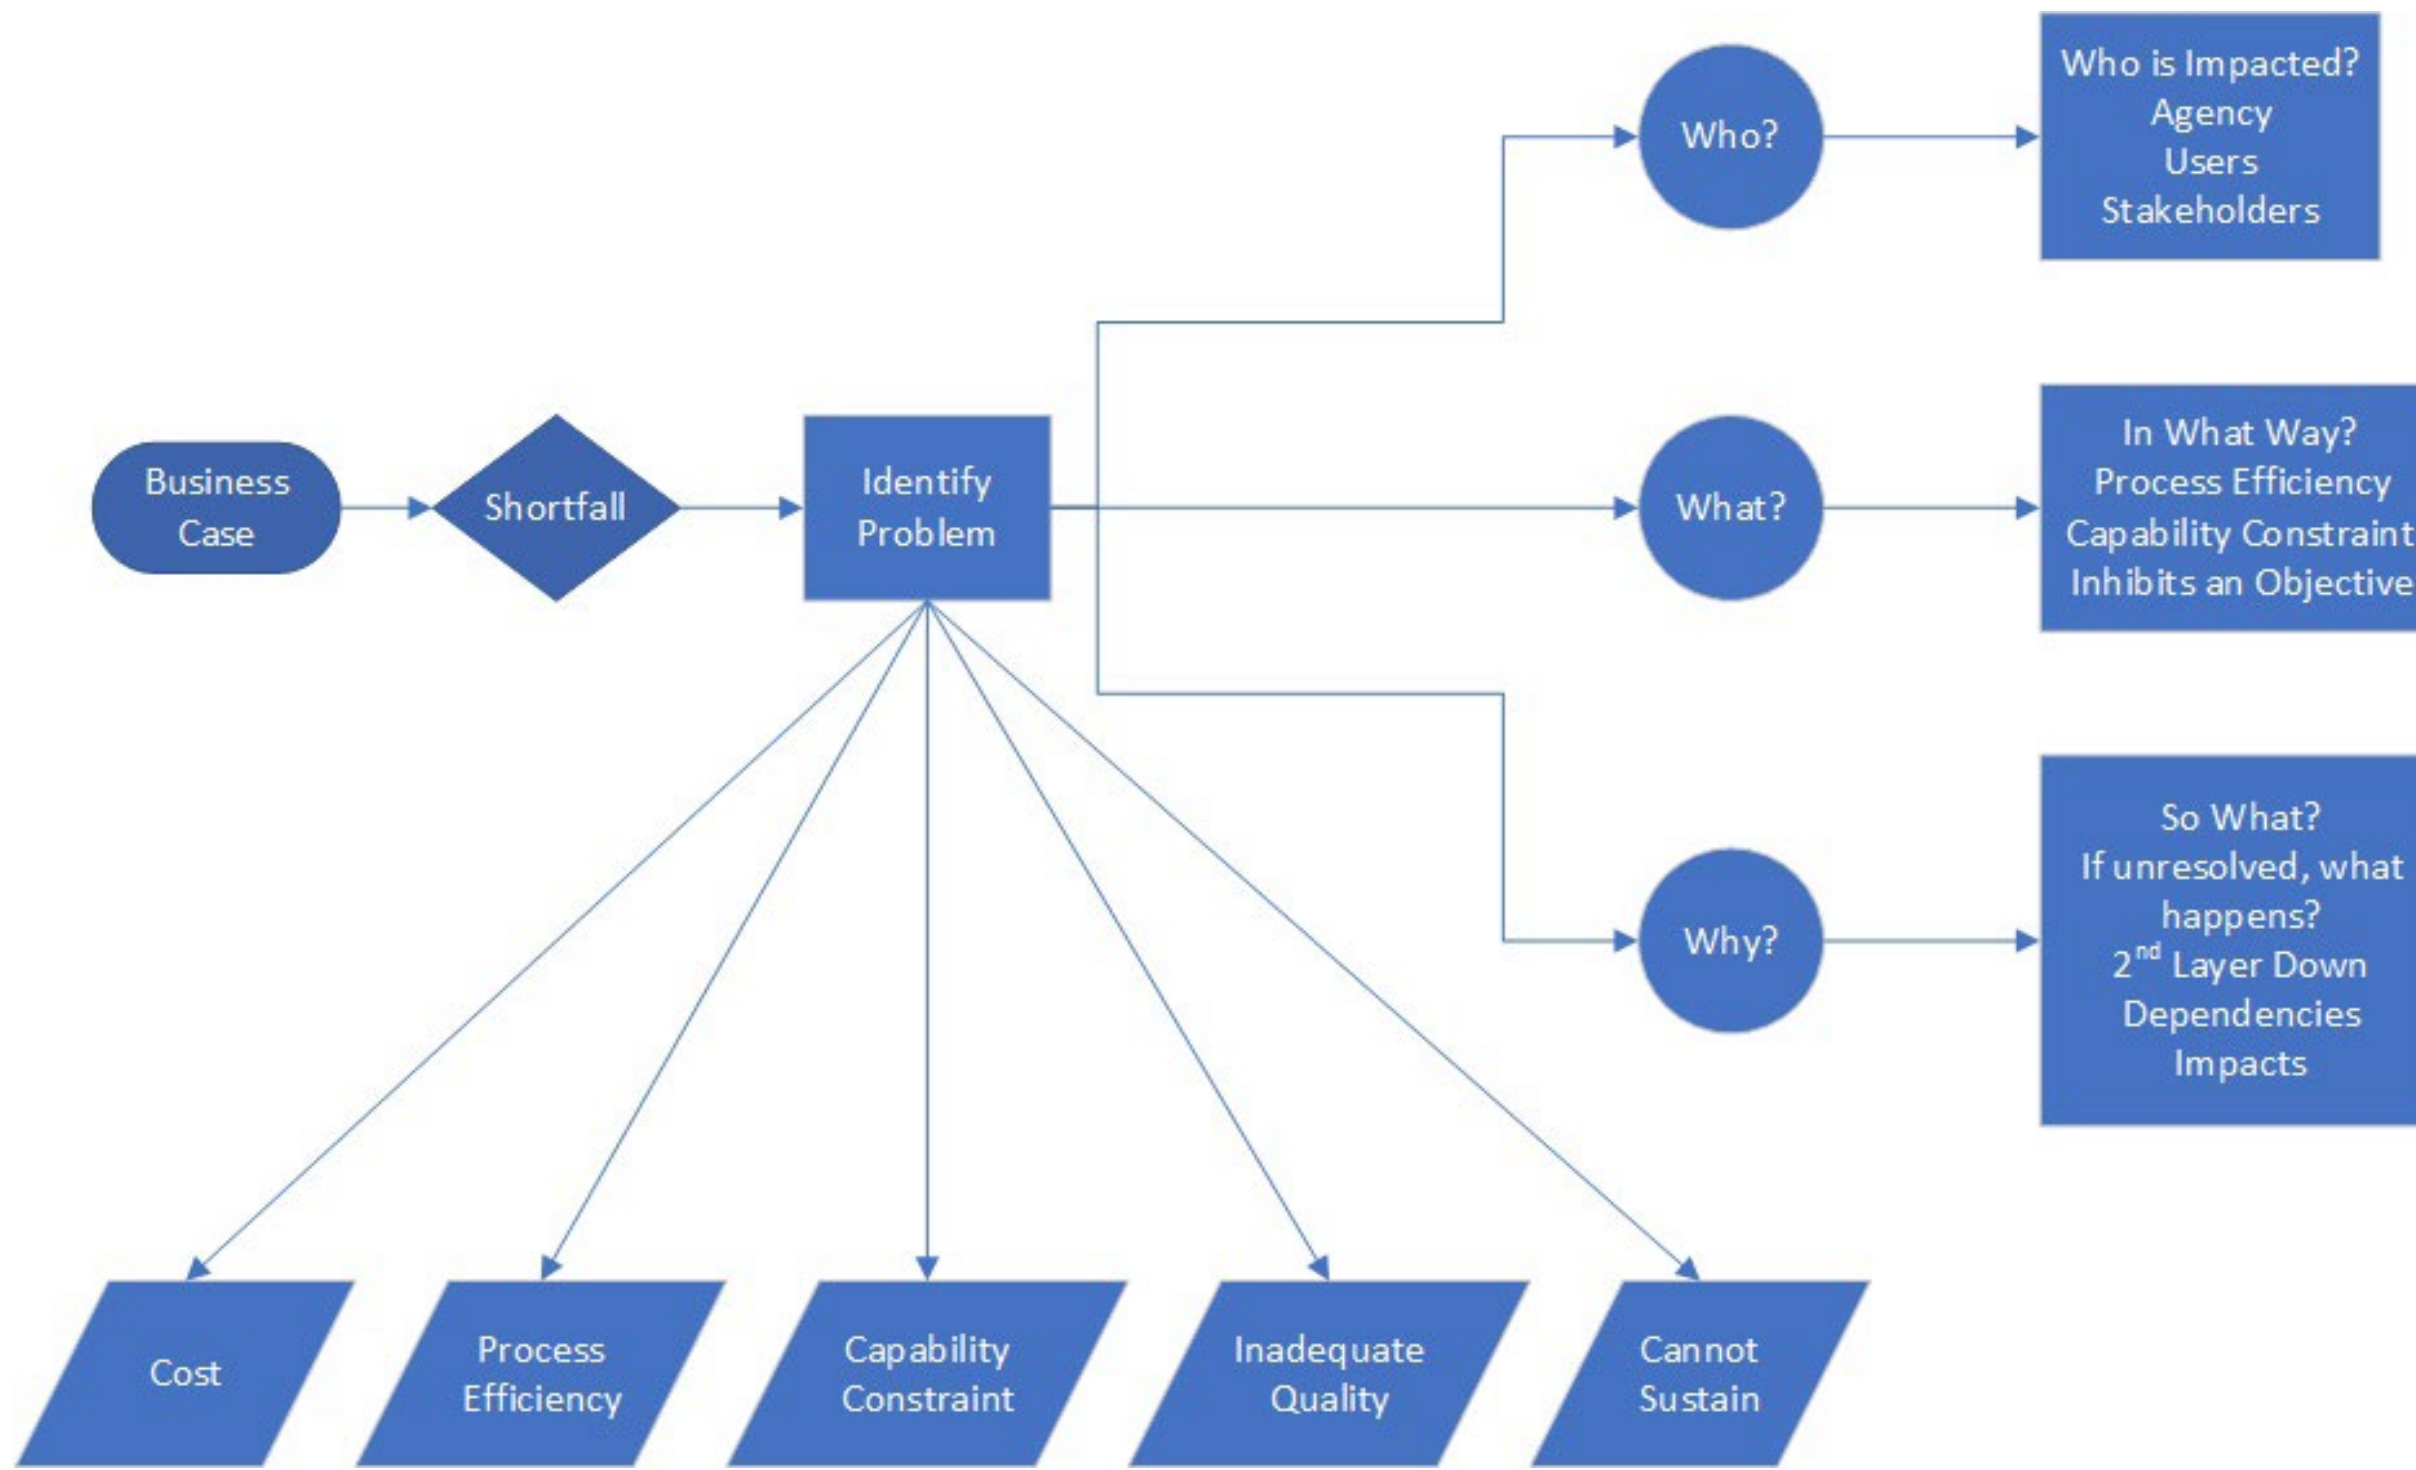 Who is Impacted?
Agency
Users
Stakeholders
Who?
Business
Case
Shortfall
Identify
Problem
What?
In What Way?
Process Efficiency
Capability Constraint
Inhibits an Objective
Why?
So What?
If unresolved, what
happens?
2nd Layer Down
Dependencies
Impacts
Cost
Process
Efficiency
Capability
Constraint
Inadequate
Quality
Cannot
Sustain